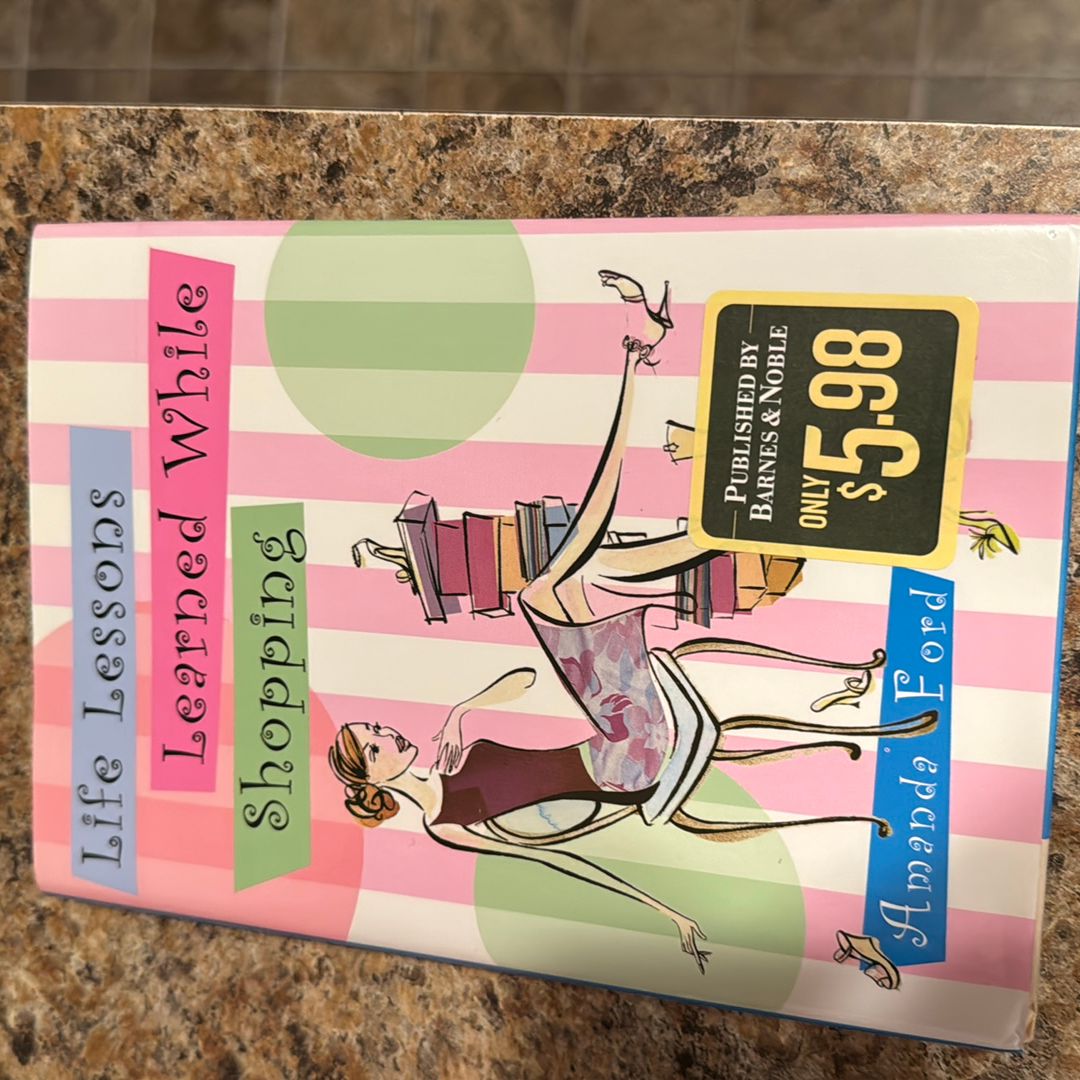 Life Lessons
Learned While
Shopping
PUBLISHED BY
BARNES & NOBLE
ONLY
$5.98
Amanda Ford